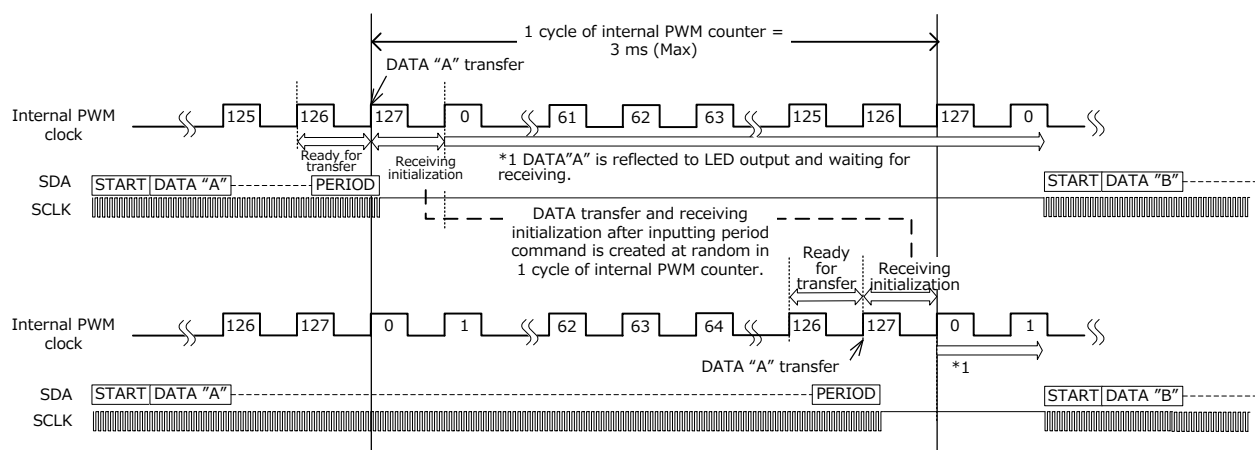 1 cycle of internal PWM counter =
3 ms (Max)
DATA “A” transfer
Internal PWM
clock
125
126
127
0
61
62
63
125
126
127
0
Ready for
transfer
Receiving
initialization
*1 DATA"A" is reflected to LED output and waiting for
receiving.
SDA
START
DATA "A"
PERIOD
START
DATA "B"
SCLK
DATA transfer and receiving
initialization after inputting period
command is created at random in
1 cycle of internal PWM counter.
Ready
for
transfer
Receiving
initialization
Internal PWM
clock
126
127
0
1
62
63
64
126
127
0
1
DATA “A” transfer
*1
SDA
START
DATA "A"
PERIOD
START
DATA "B"
SCLK